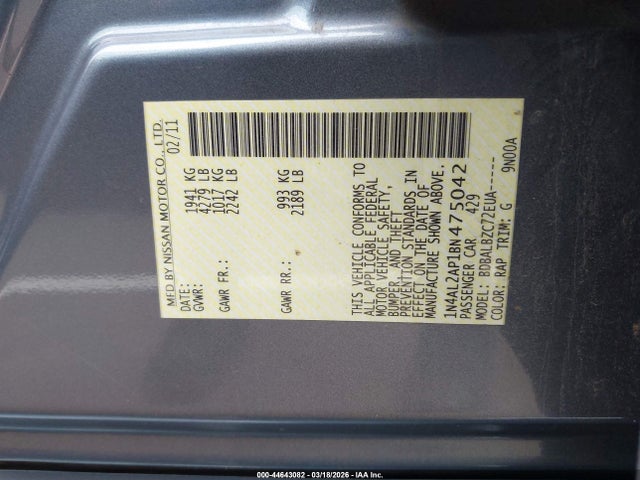 MFD BY NISSAN MOTOR CO., LTD.
DATE: 02/11
GVWR: 1941 KG
4279 LB
GAWR FR: 1017 KG
2242 LB
GAWR RR: 993 KG
2189 LB
THIS VEHICLE CONFORMS TO
ALL APPLICABLE FEDERAL
MOTOR VEHICLE SAFETY,
BUMPER AND THEFT
PREVENTION STANDARDS IN
EFFECT ON THE DATE OF
MANUFACTURE SHOWN ABOVE.
1N4AL2AP1BN475042
PASSENGER CAR 429
MODEL: BDBALBZC72EUA-----
COLOR: RAP TRIM: G 9N00A
000-44643082 - 03/18/2026 - IAA Inc.